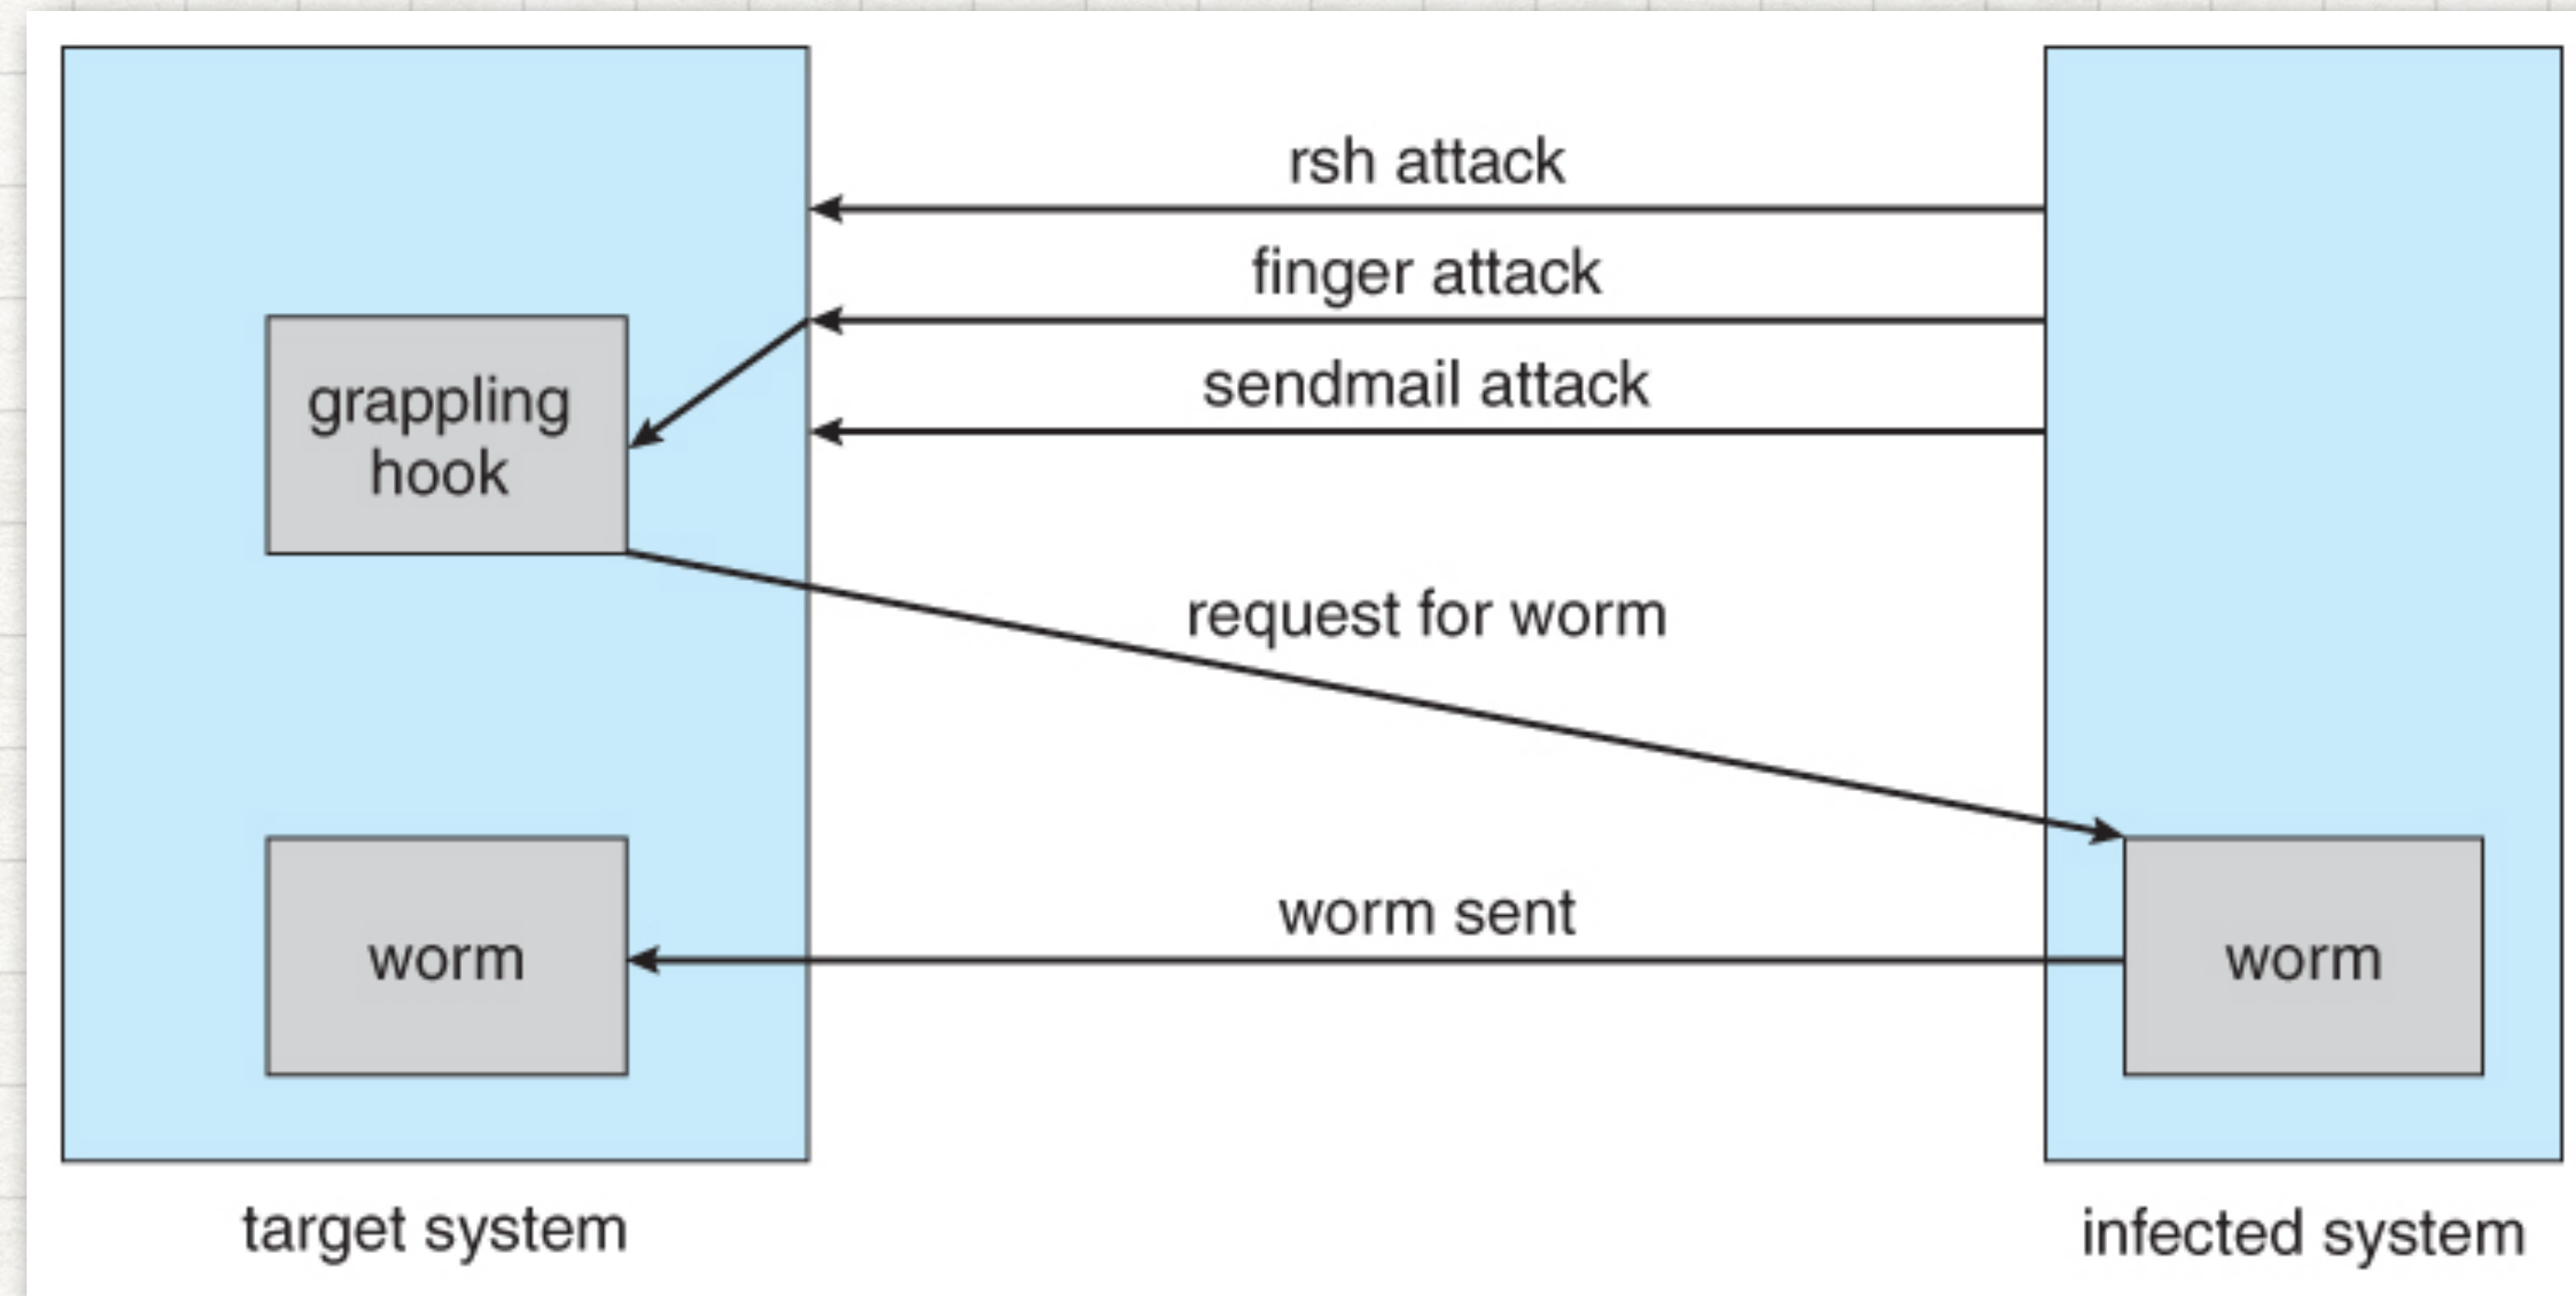 rsh attack
finger attack
sendmail attack
grappling
hook
request for worm
worm sent
worm
worm
target system
infected system